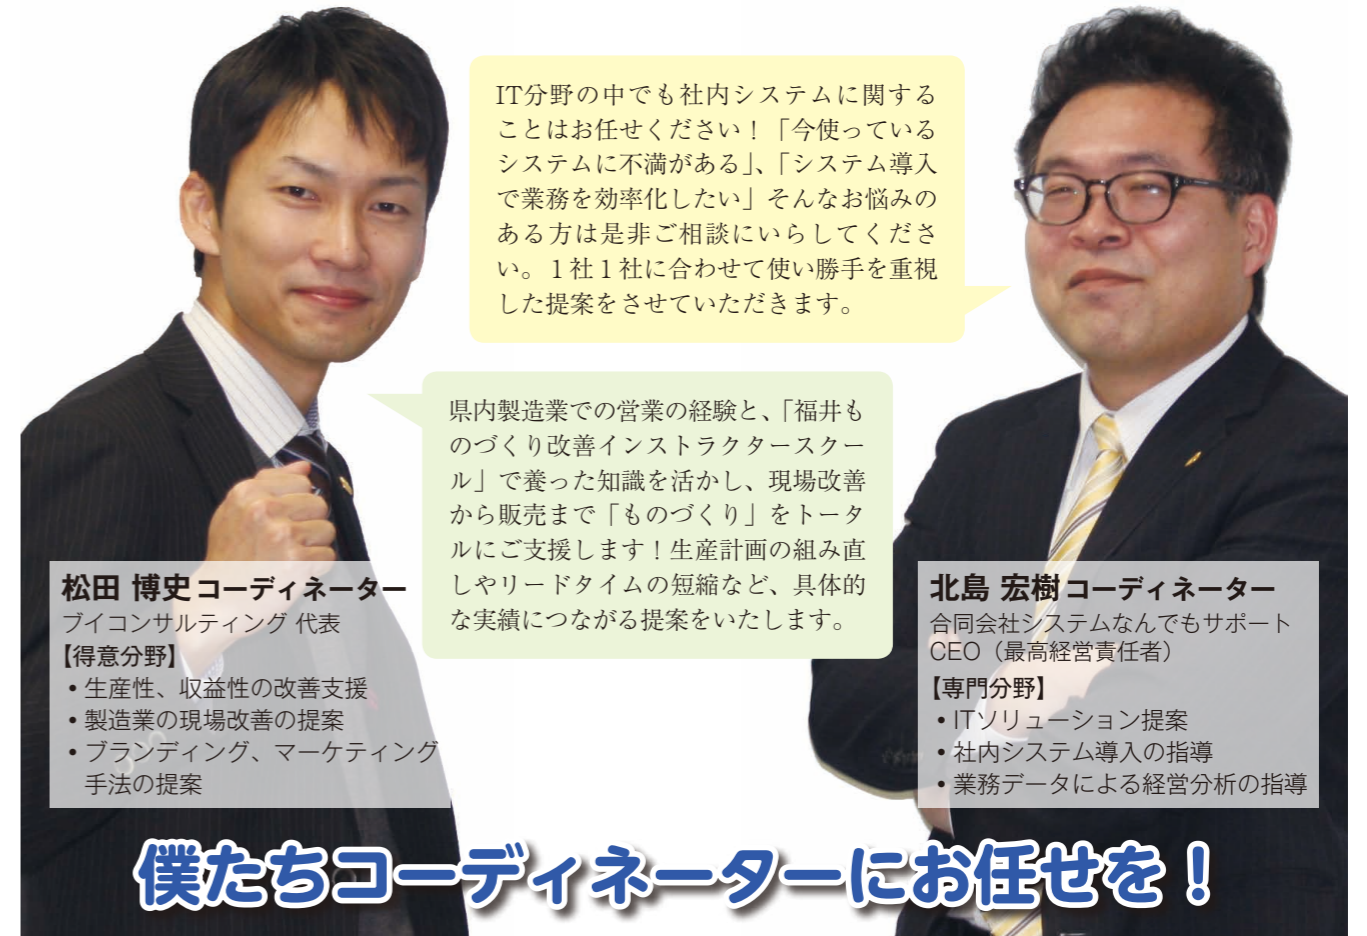 IT分野の中でも社内システムに関する
ことはお任せください！「今使っている
システムに不満がある」、「システム導入
で業務を効率化したい」そんなお悩みの
ある方は是非ご相談にいらしてくださ
い。１社１社に合わせて使い勝手を重視
した提案をさせていただきます。
県内製造業での営業の経験と、「福井も
のづくり改善インストラクタースクー
ル」で養った知識を活かし、現場改善
から販売まで「ものづくり」をトータ
ルにご支援します！生産計画の組み直
しやリードタイムの短縮など、具体的
な実績につながる提案をいたします。
松田 博史コーディネーター
ブイコンサルティング 代表
【得意分野】
・生産性、収益性の改善支援
・製造業の現場改善の提案
・ブランディング、マーケティング
手法の提案
北島 宏樹コーディネーター
合同会社システムなんでもサポート
CEO（最高経営責任者）
【専門分野】
・ITソリューション提案
・社内システム導入の指導
・業務データによる経営分析の指導
僕たちコーディネーターにお任せを！